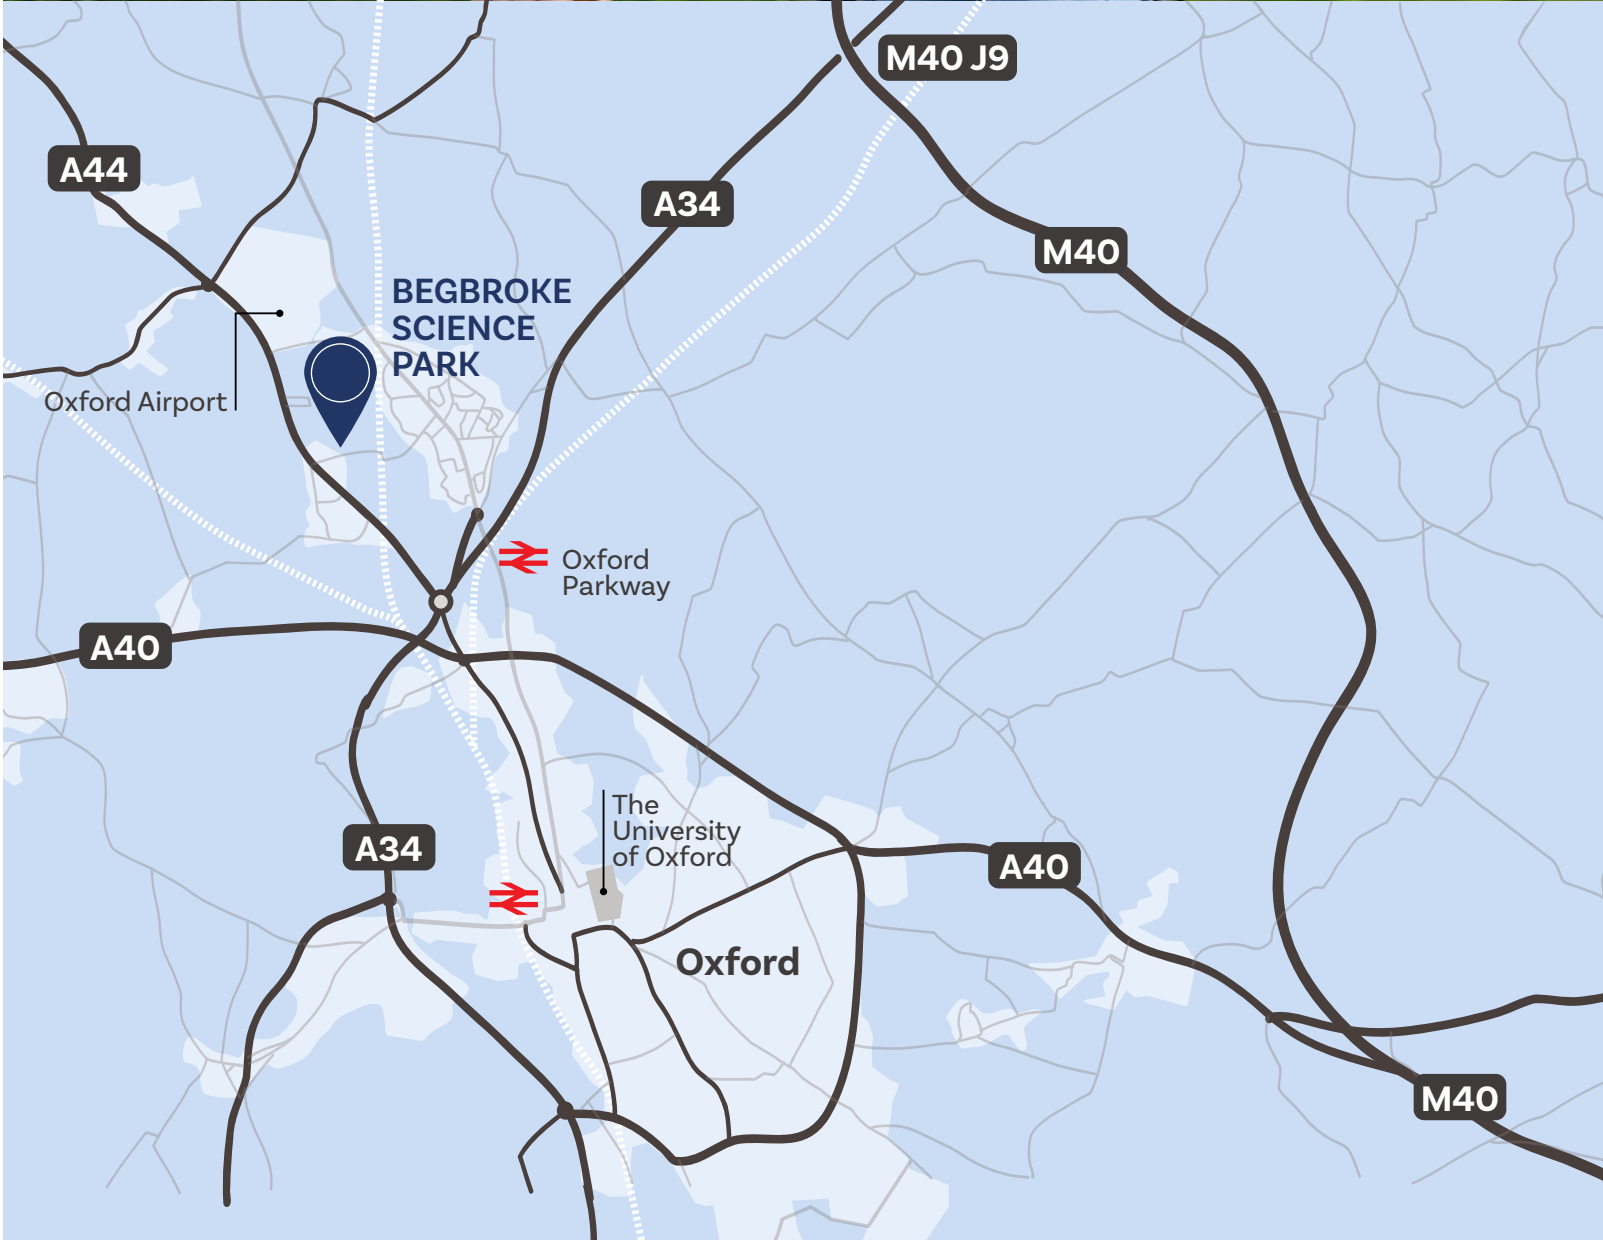 M40 J9
A44
A34
M40
BEGBROKE
SCIENCE
PARK
Oxford Airport
Oxford
Parkway
A40
The
University
of Oxford
A34
A40
Oxford
M40